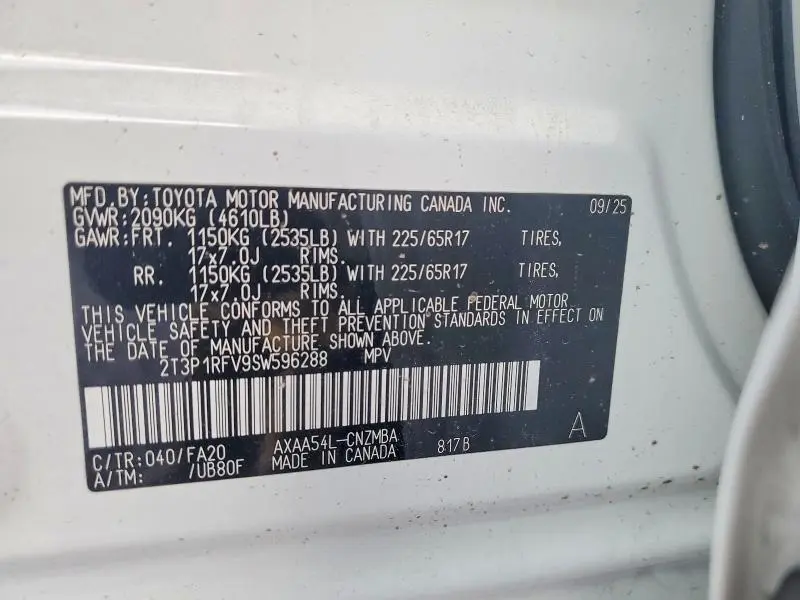 MFD. BY: TOYOTA MOTOR MANUFACTURING CANADA INC. 09/25
GVWR: 2090KG (4610LB)
GAWR: FRT. 1150KG (2535LB) WITH 225/65R17 TIRES,
17x7.0J RIMS.
RR. 1150KG (2535LB) WITH 225/65R17 TIRES,
17x7.0J RIMS.
THIS VEHICLE CONFORMS TO ALL APPLICABLE FEDERAL MOTOR
VEHICLE SAFETY AND THEFT PREVENTION STANDARDS IN EFFECT ON
THE DATE OF MANUFACTURE SHOWN ABOVE.
2T3P1RFV9SW596288 MPV
C/TR: 040/FA20 AXAA54L-CNZMBA 817B A
A/TM: /UB80F MADE IN CANADA